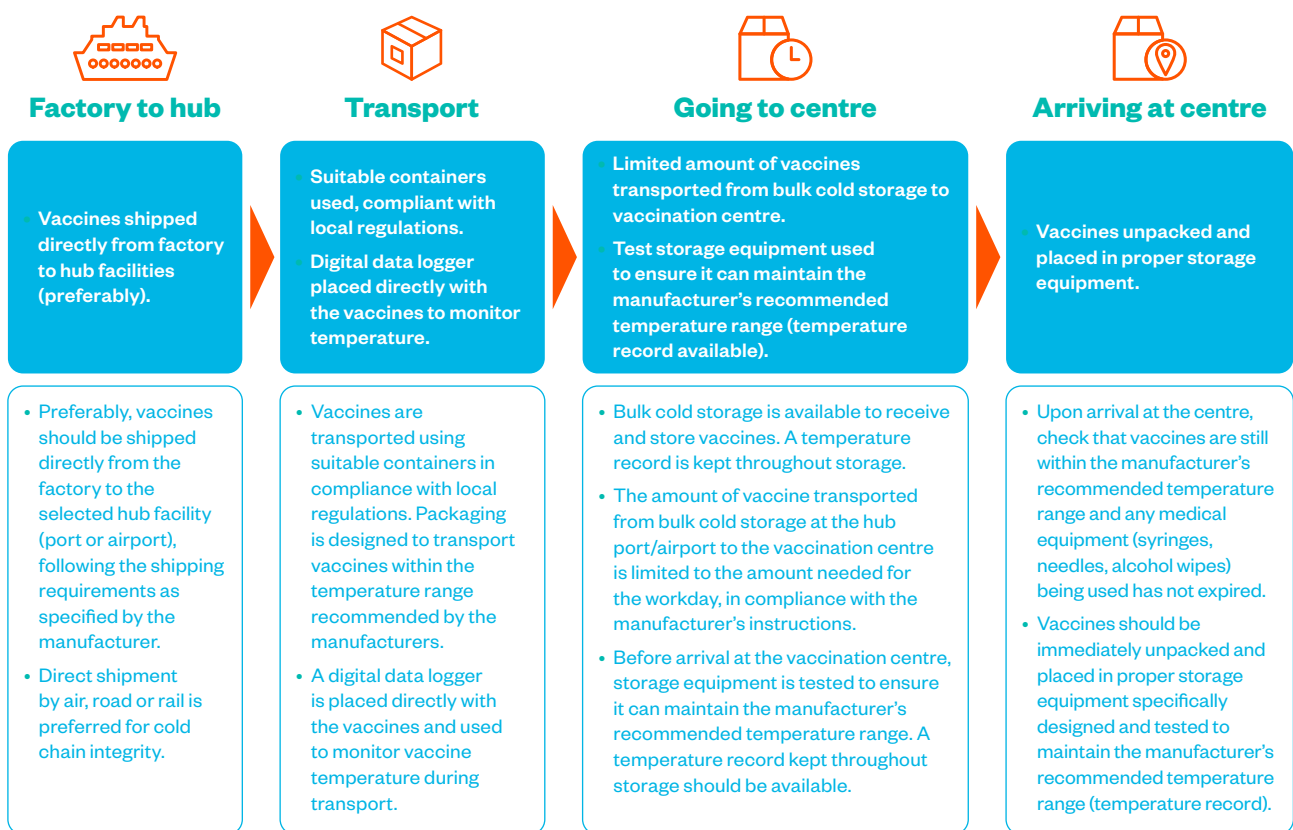 Factory to hub
Transport
Going to centre
Arriving at centre
• Vaccines shipped
directly from factory
to hub facilities
(preferably).
• Suitable containers
used, compliant with
local regulations.
• Digital data logger
placed directly with
the vaccines to monitor
temperature.
• Limited amount of vaccines
transported from bulk cold storage to
vaccination centre.
• Test storage equipment used
to ensure it can maintain the
manufacturer's recommended
temperature range (temperature
record available).
• Vaccines unpacked and
placed in proper storage
equipment.
• Preferably, vaccines
should be shipped
directly from the
factory to the
selected hub facility
(port or airport),
following the shipping
requirements as
specified by the
manufacturer.
• Direct shipment
by air, road or rail is
preferred for cold
chain integrity.
• Vaccines are
transported using
suitable containers in
compliance with local
regulations. Packaging
is designed to transport
vaccines within the
temperature range
recommended by the
manufacturers.
• A digital data logger
is placed directly with
the vaccines and used
to monitor vaccine
temperature during
transport.
• Bulk cold storage is available to receive
and store vaccines. A temperature
record is kept throughout storage.
• The amount of vaccine transported
from bulk cold storage at the hub
port/airport to the vaccination centre
is limited to the amount needed for
the workday, in compliance with the
manufacturer's instructions.
• Before arrival at the vaccination centre,
storage equipment is tested to ensure
it can maintain the manufacturer's
recommended temperature range. A
temperature record kept throughout
storage should be available.
• Upon arrival at the centre,
check that vaccines are still
within the manufacturer's
recommended temperature
range and any medical
equipment (syringes,
needles, alcohol wipes)
being used has not expired.
• Vaccines should be
immediately unpacked and
placed in proper storage
equipment specifically
designed and tested to
maintain the manufacturer's
recommended temperature
range (temperature record).